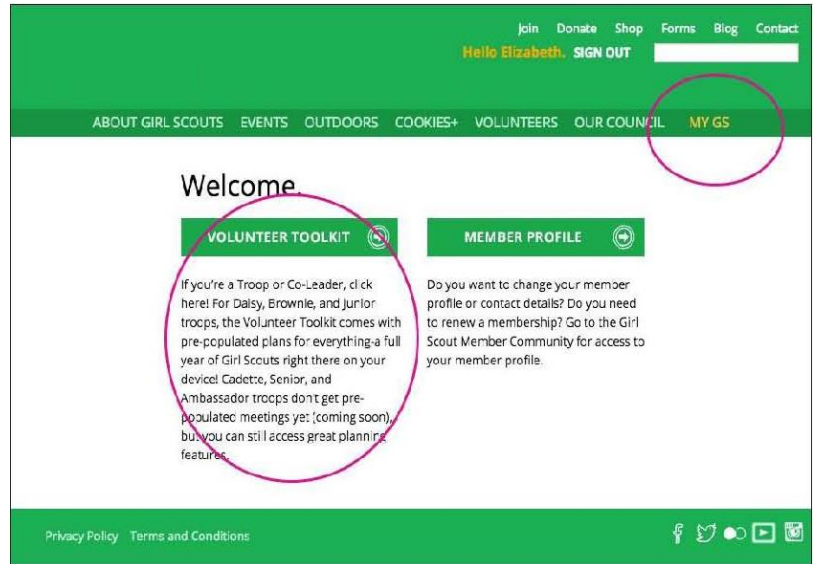 Join Donate Shop Forms Blog Contact
Hello Elizabeth. SIGN OUT
ABOUT GIRL SCOUTS EVENTS OUTDOORS COOKIES+ VOLUNTEERS OUR COUNCIL MY GS
Welcome.
VOLUNTEER TOOLKIT
If you're a Troop or Co-Leader, click
here! For Daisy, Brownie, and Junior
troops, the Volunteer Toolkit comes with
pre-populated plans for everything-a full
year of Girl Scouts right there on your
device! Cadette, Senior, and
Ambassador troops don't get pre-
populated meetings yet (coming soon),
but you can still access great planning
features.
MEMBER PROFILE
Do you want to change your member
profile or contact details? Do you need
to renew a membership? Go to the Girl
Scout Member Community for access to
your member profile.
Privacy Policy Terms and Conditions